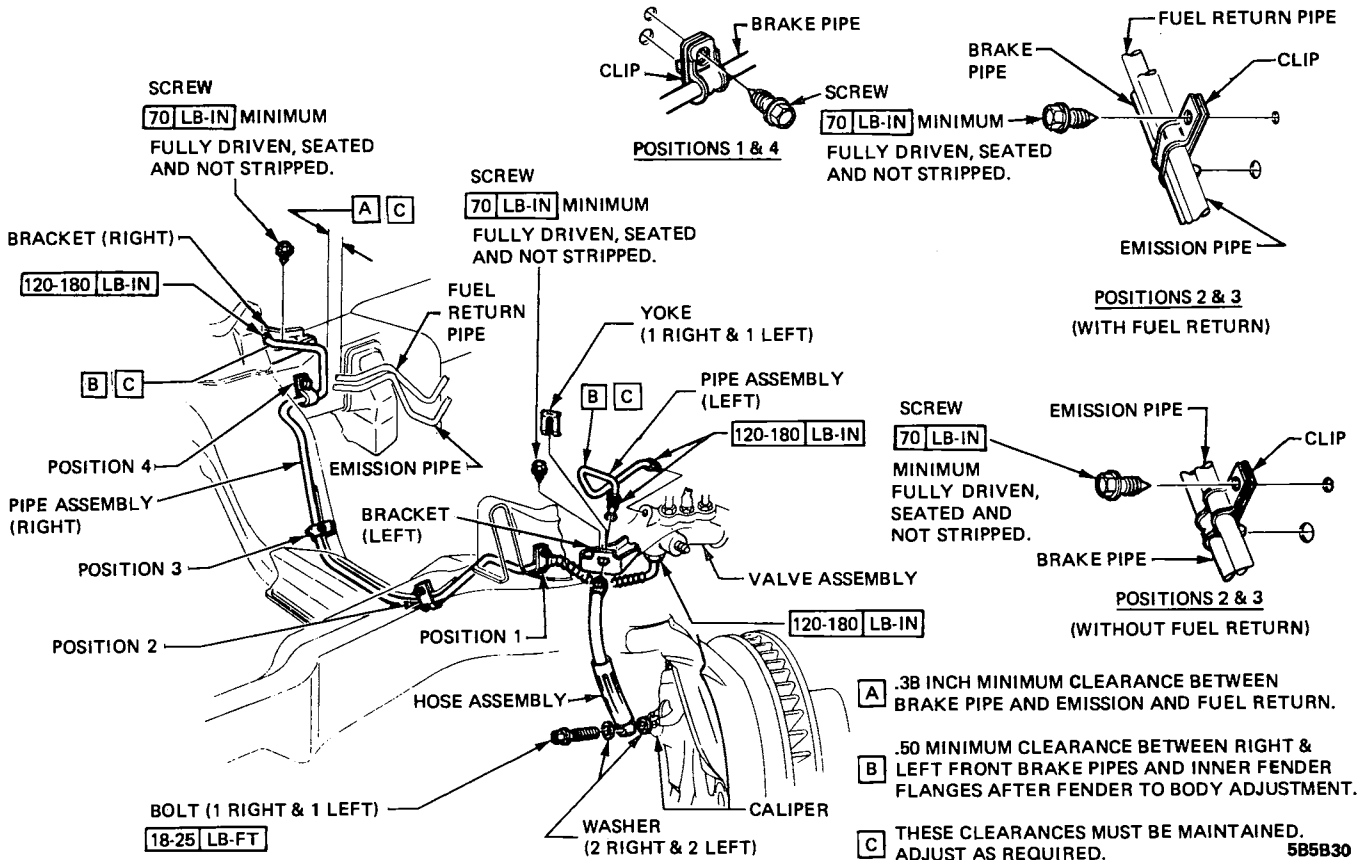 BRAKE PIPE
CLIP
SCREW
70 LB-IN MINIMUM
FULLY DRIVEN, SEATED
AND NOT STRIPPED.
POSITIONS 1 & 4
FUEL RETURN PIPE
BRAKE
PIPE
CLIP
EMISSION PIPE
POSITIONS 2 & 3
(WITH FUEL RETURN)
SCREW
70 LB-IN MINIMUM
FULLY DRIVEN, SEATED
AND NOT STRIPPED.
A C
BRACKET (RIGHT)
120-180 LB-IN
B C
POSITION 4
PIPE ASSEMBLY
(RIGHT)
POSITION 3
POSITION 2
FUEL
RETURN
PIPE
EMISSION PIPE
SCREW
70 LB-IN MINIMUM
FULLY DRIVEN, SEATED
AND NOT STRIPPED.
YOKE
(1 RIGHT & 1 LEFT)
B C
PIPE ASSEMBLY
(LEFT)
120-180 LB-IN
BRACKET
(LEFT)
VALVE ASSEMBLY
120-180 LB-IN
POSITION 1
HOSE ASSEMBLY
BOLT (1 RIGHT & 1 LEFT)
18-25 LB-FT
WASHER
(2 RIGHT & 2 LEFT)
CALIPER
SCREW
70 LB-IN
MINIMUM
FULLY DRIVEN,
SEATED AND
NOT STRIPPED.
EMISSION PIPE
CLIP
BRAKE PIPE
POSITIONS 2 & 3
(WITHOUT FUEL RETURN)
A .38 INCH MINIMUM CLEARANCE BETWEEN
BRAKE PIPE AND EMISSION AND FUEL RETURN.
B .50 MINIMUM CLEARANCE BETWEEN RIGHT &
LEFT FRONT BRAKE PIPES AND INNER FENDER
FLANGES AFTER FENDER TO BODY ADJUSTMENT.
C THESE CLEARANCES MUST BE MAINTAINED.
ADJUST AS REQUIRED.
5B5B30